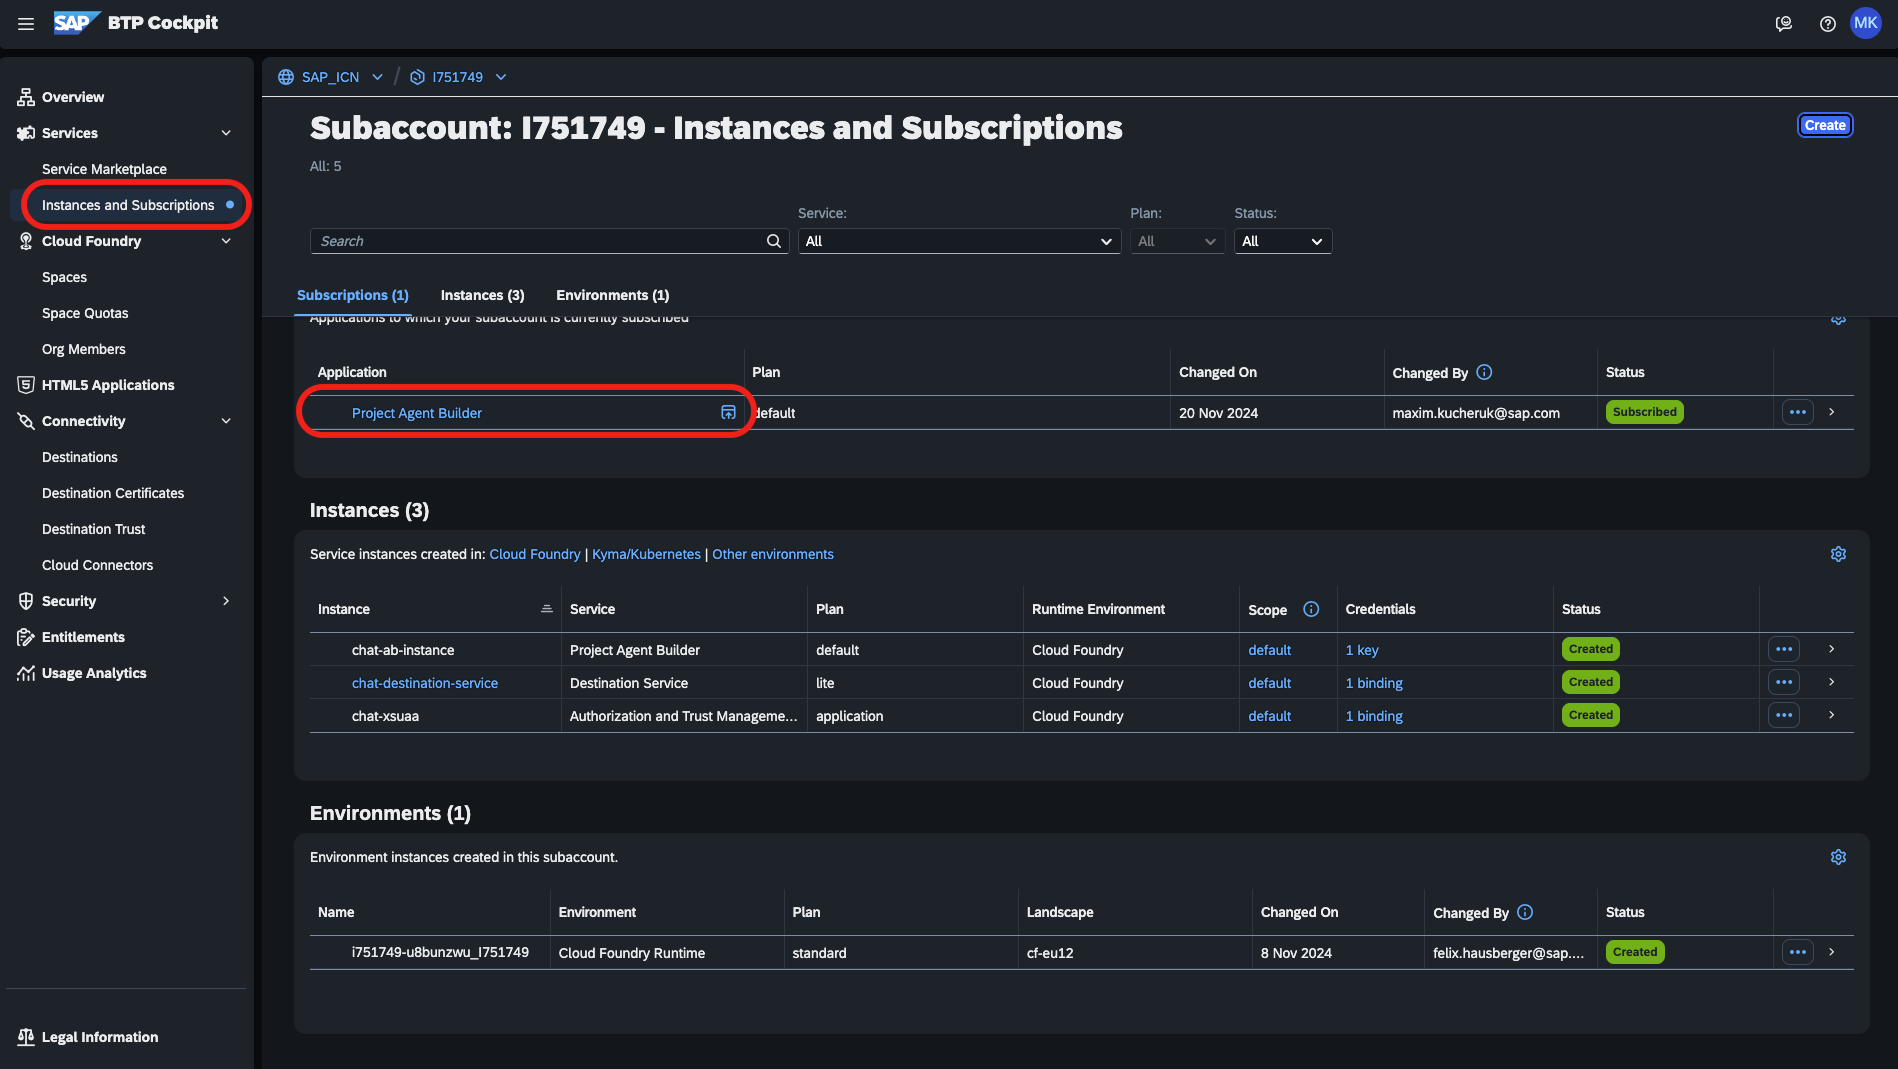 SAP BTP Cockpit
MK
Overview
Services
Service Marketplace
Instances and Subscriptions
Cloud Foundry
Spaces
Space Quotas
Org Members
HTML5 Applications
Connectivity
Destinations
Destination Certificates
Destination Trust
Cloud Connectors
Security
Entitlements
Usage Analytics
Legal Information
SAP_ICN / I751749
Subaccount: I751749 - Instances and Subscriptions
Create
All: 5
Service: Plan: Status:
Search All All All
Subscriptions (1) Instances (3) Environments (1)
Applications to which your subaccount is currently subscribed
Application Plan Changed On Changed By Status
Project Agent Builder default 20 Nov 2024 maxim.kucheruk@sap.com Subscribed
Instances (3)
Service instances created in: Cloud Foundry | Kyma/Kubernetes | Other environments
Instance Service Plan Runtime Environment Scope Credentials Status
chat-ab-instance Project Agent Builder default Cloud Foundry default 1 key Created
chat-destination-service Destination Service lite Cloud Foundry default 1 binding Created
chat-xsuaa Authorization and Trust Manageme... application Cloud Foundry default 1 binding Created
Environments (1)
Environment instances created in this subaccount.
Name Environment Plan Landscape Changed On Changed By Status
i751749-u8bunzwu_I751749 Cloud Foundry Runtime standard cf-eu12 8 Nov 2024 felix.hausberger@sap.... Created